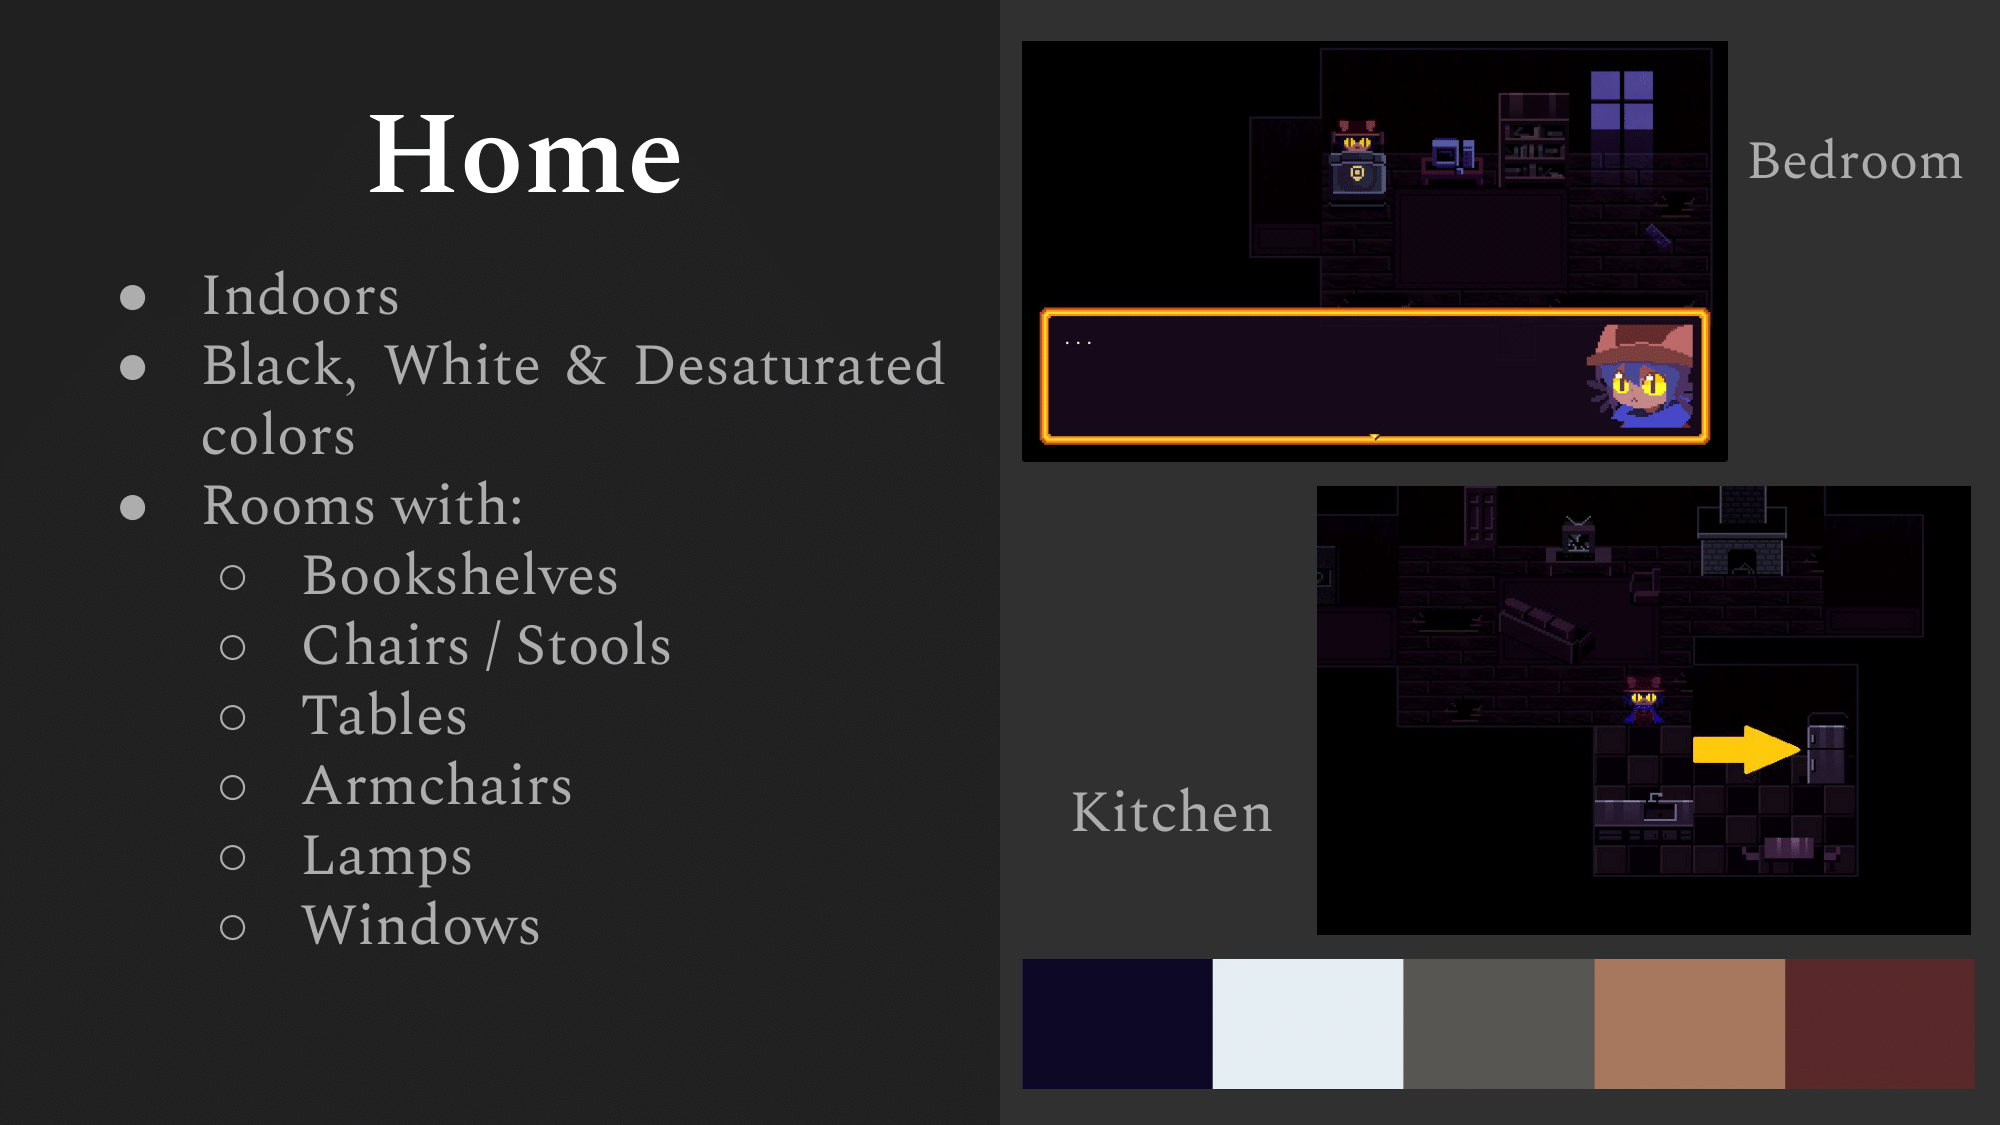 Home
● Indoors
● Black, White & Desaturated
colors
● Rooms with:
○ Bookshelves
○ Chairs / Stools
○ Tables
○ Armchairs
○ Lamps
○ Windows
Bedroom
...
Kitchen